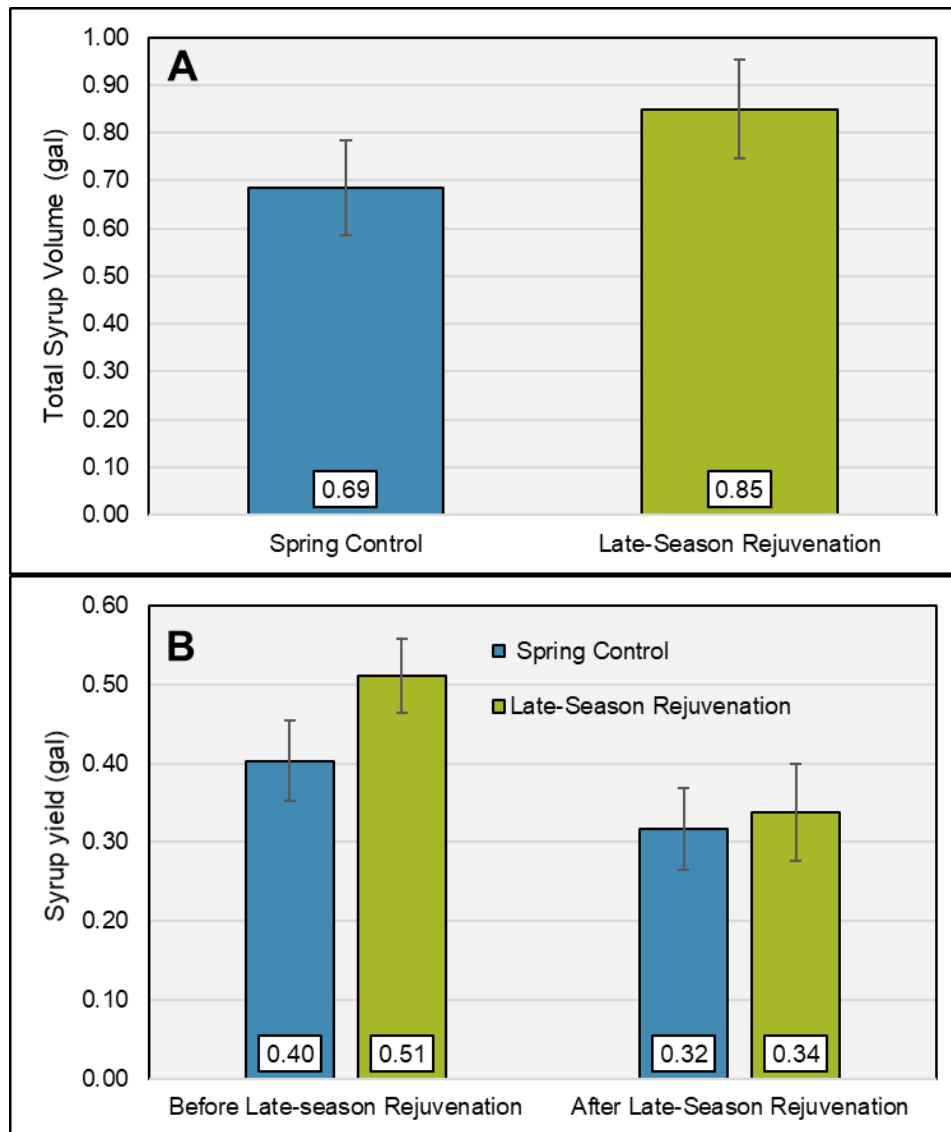 A
Total Syrup Volume (gal)
1.00
0.90
0.80
0.70
0.60
0.50
0.40
0.30
0.20
0.10
0.00
0.69
0.85
Spring Control
Late-Season Rejuvenation
B
Syrup yield (gal)
0.60
0.50
0.40
0.30
0.20
0.10
0.00
Spring Control
Late-Season Rejuvenation
0.40
0.51
0.32
0.34
Before Late-season Rejuvenation
After Late-Season Rejuvenation